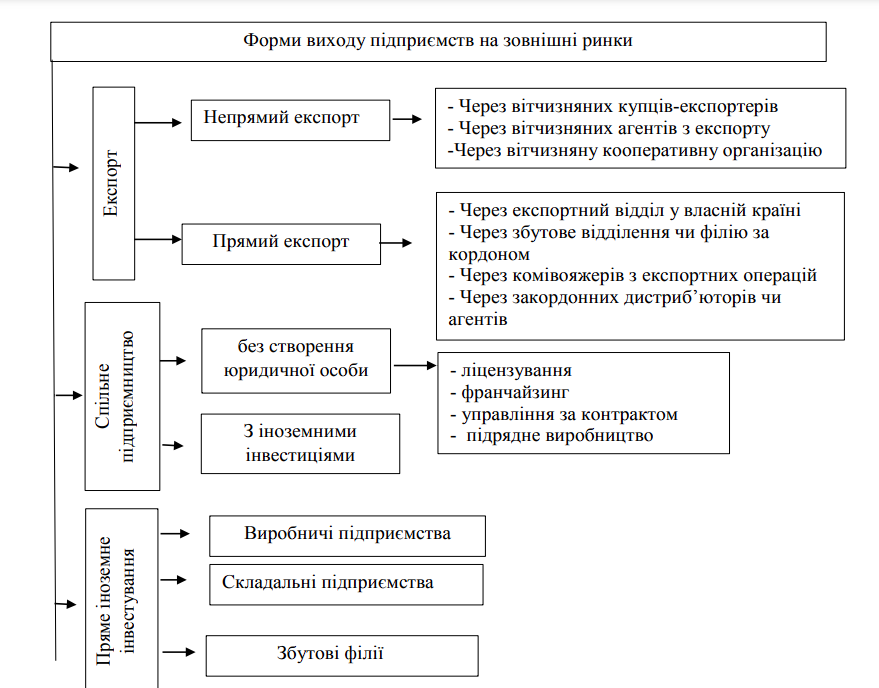 Форми виходу підприємств на зовнішні ринки
Експорт
Непрямий експорт
- Через вітчизняних купців-експортерів
- Через вітчизняних агентів з експорту
-Через вітчизняну кооперативну організацію
Прямий експорт
- Через експортний відділ у власній країні
- Через збутове відділення чи філію за
кордоном
- Через комівояжерів з експортних операцій
- Через закордонних дистриб’юторів чи
агентів
Спільне
підприємництво
без створення
юридичної особи
- ліцензування
- франчайзинг
- управління за контрактом
- підрядне виробництво
З іноземними
інвестиціями
Пряме іноземне
інвестування
Виробничі підприємства
Складальні підприємства
Збутові філії